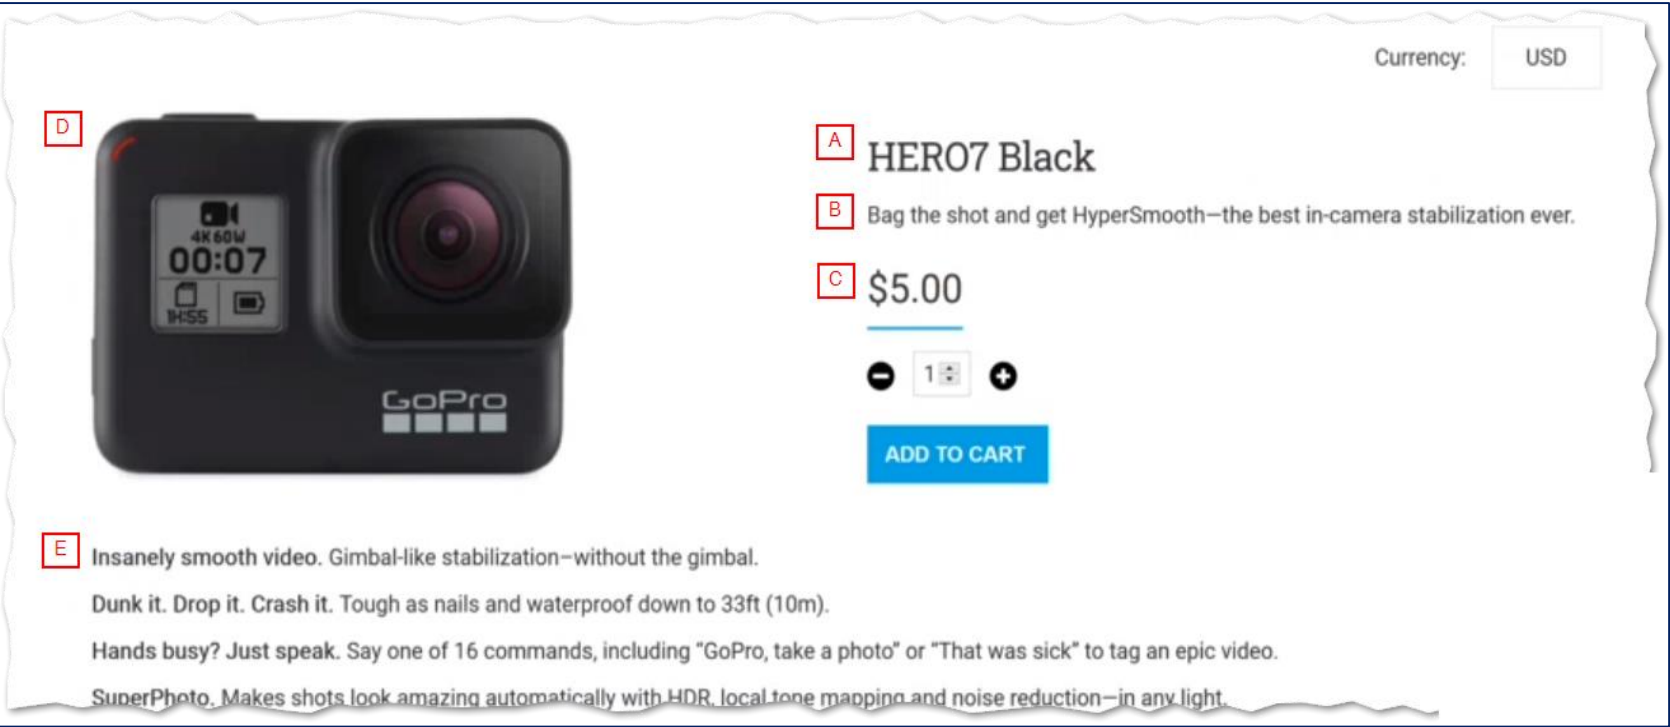 Currency: USD
D
A
HERO7 Black
B
Bag the shot and get HyperSmooth—the best in-camera stabilization ever.
4K60W
00:07
1H:55
C
$5.00
1
GoPro
ADD TO CART
E
Insanely smooth video. Gimbal-like stabilization–without the gimbal.
Dunk it. Drop it. Crash it. Tough as nails and waterproof down to 33ft (10m).
Hands busy? Just speak. Say one of 16 commands, including “GoPro, take a photo” or “That was sick” to tag an epic video.
SuperPhoto. Makes shots look amazing automatically with HDR, local tone mapping and noise reduction—in any light.